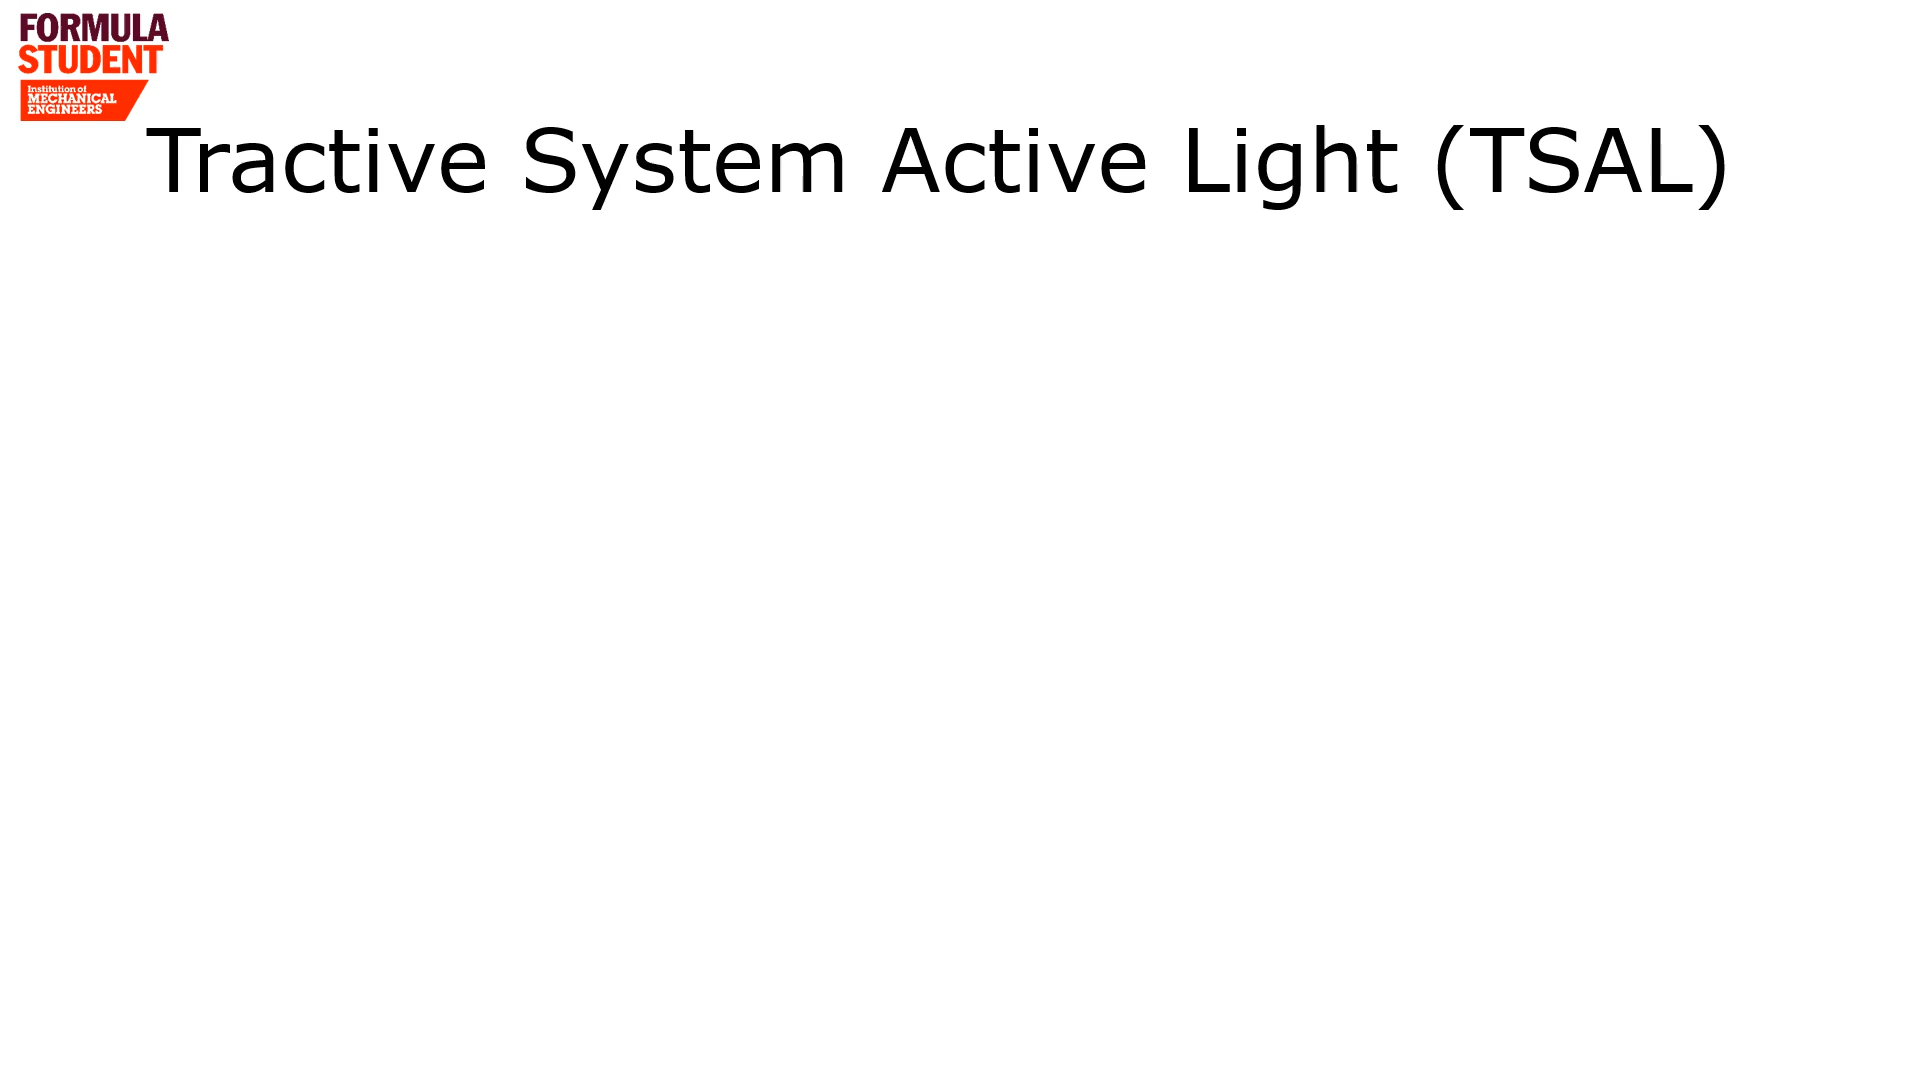 FORMULA
STUDENT
Institution of
MECHANICAL
ENGINEERS
Tractive System Active Light (TSAL)